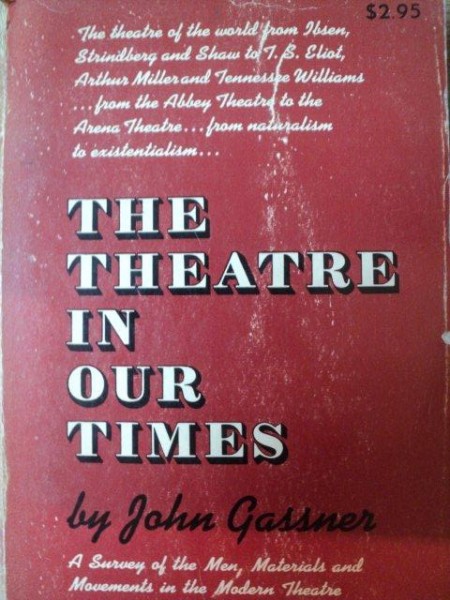 $2.95
The theatre of the world from Ibsen,
Strindberg and Shaw to T. S. Eliot,
Arthur Miller and Tennessee Williams
...from the Abbey Theatre to the
Arena Theatre...from naturalism
to existentialism...
THE
THEATRE
IN
OUR
TIMES
by John Gassner
A Survey of the Men, Materials and
Movements in the Modern Theatre